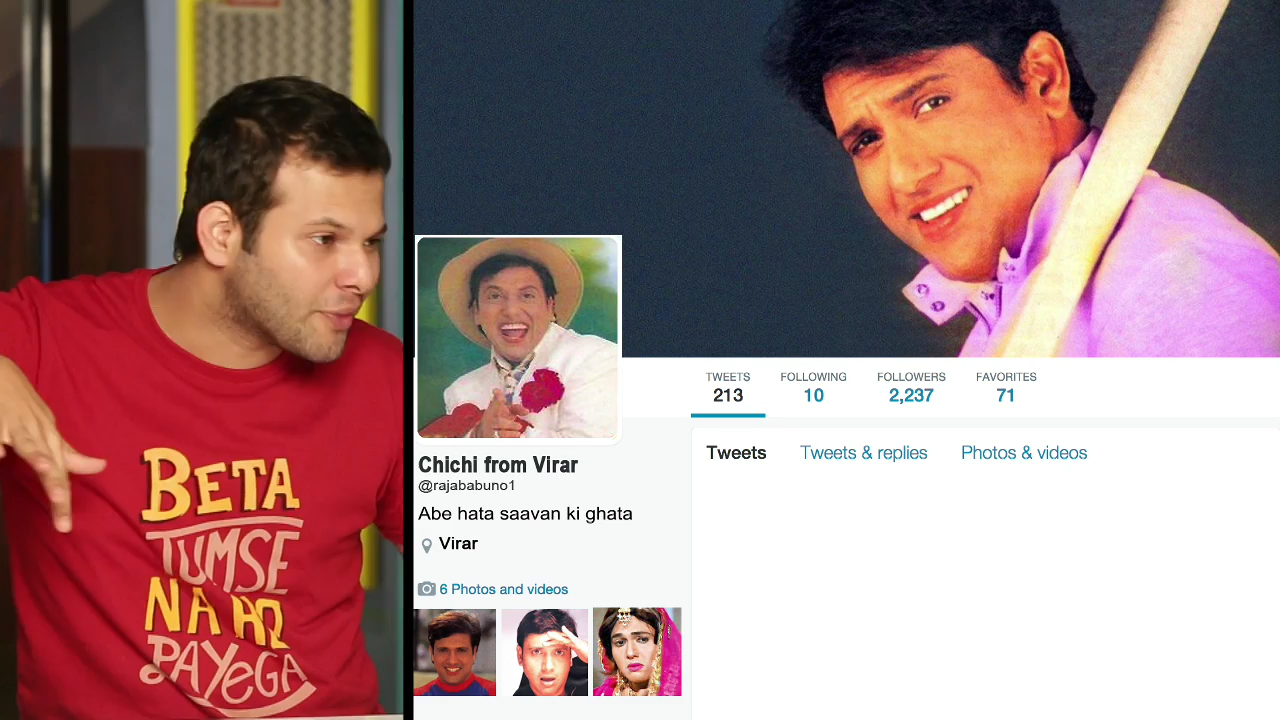 BETA
TUMSE
NA HO
PAYEGA
TWEETS FOLLOWING FOLLOWERS FAVORITES
213 10 2,237 71
Chichi from Virar
@rajababuno1
Abe hata saavan ki ghata
Virar
6 Photos and videos
Tweets Tweets & replies Photos & videos